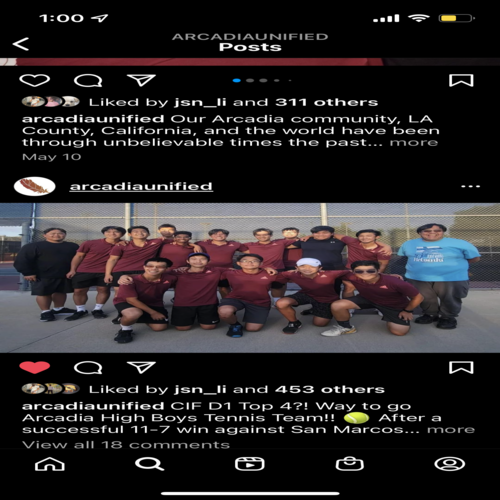 1:00
ARCADIAUNIFIED
Posts
Liked by jsn_li and 311 others
arcadiaunified Our Arcadia community, LA
County, California, and the world have been
through unbelievable times the past... more
May 10
arcadiaunified
Liked by jsn_li and 453 others
arcadiaunified CIF D1 Top 4?! Way to go
Arcadia High Boys Tennis Team!! 🎾 After a
successful 11-7 win against San Marcos... more
View all 18 comments